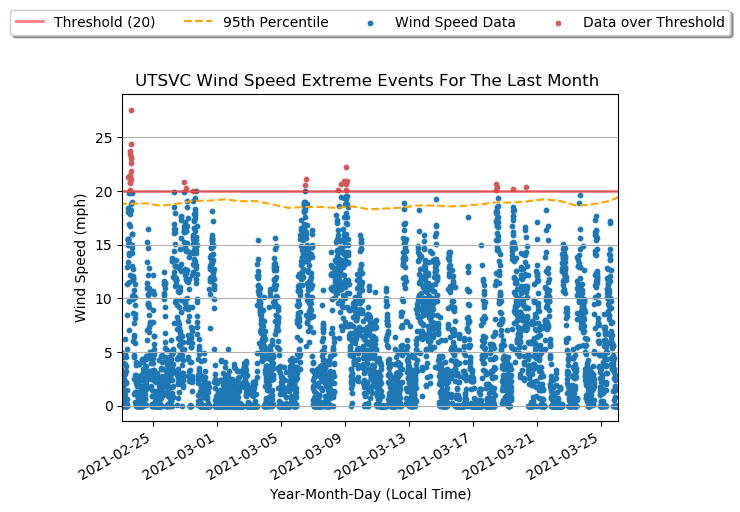 Threshold (20) 95th Percentile Wind Speed Data Data over Threshold
UTSVC Wind Speed Extreme Events For The Last Month
Wind Speed (mph)
25
20
15
10
5
0
2021-02-25 2021-03-01 2021-03-05 2021-03-09 2021-03-13 2021-03-17 2021-03-21 2021-03-25
Year-Month-Day (Local Time)